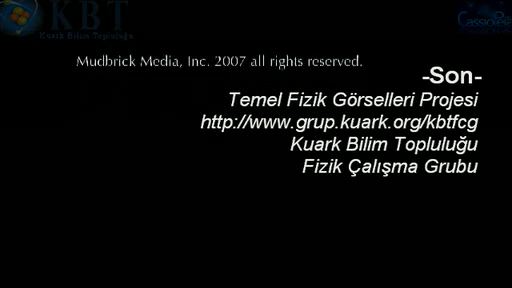 KBT
Kuark Bilim Topluluğu
Mudbrick Media, Inc. 2007 all rights reserved.
-Son-
Temel Fizik Görselleri Projesi
http://www.grup.kuark.org/kbtfcg
Kuark Bilim Topluluğu
Fizik Çalışma Grubu